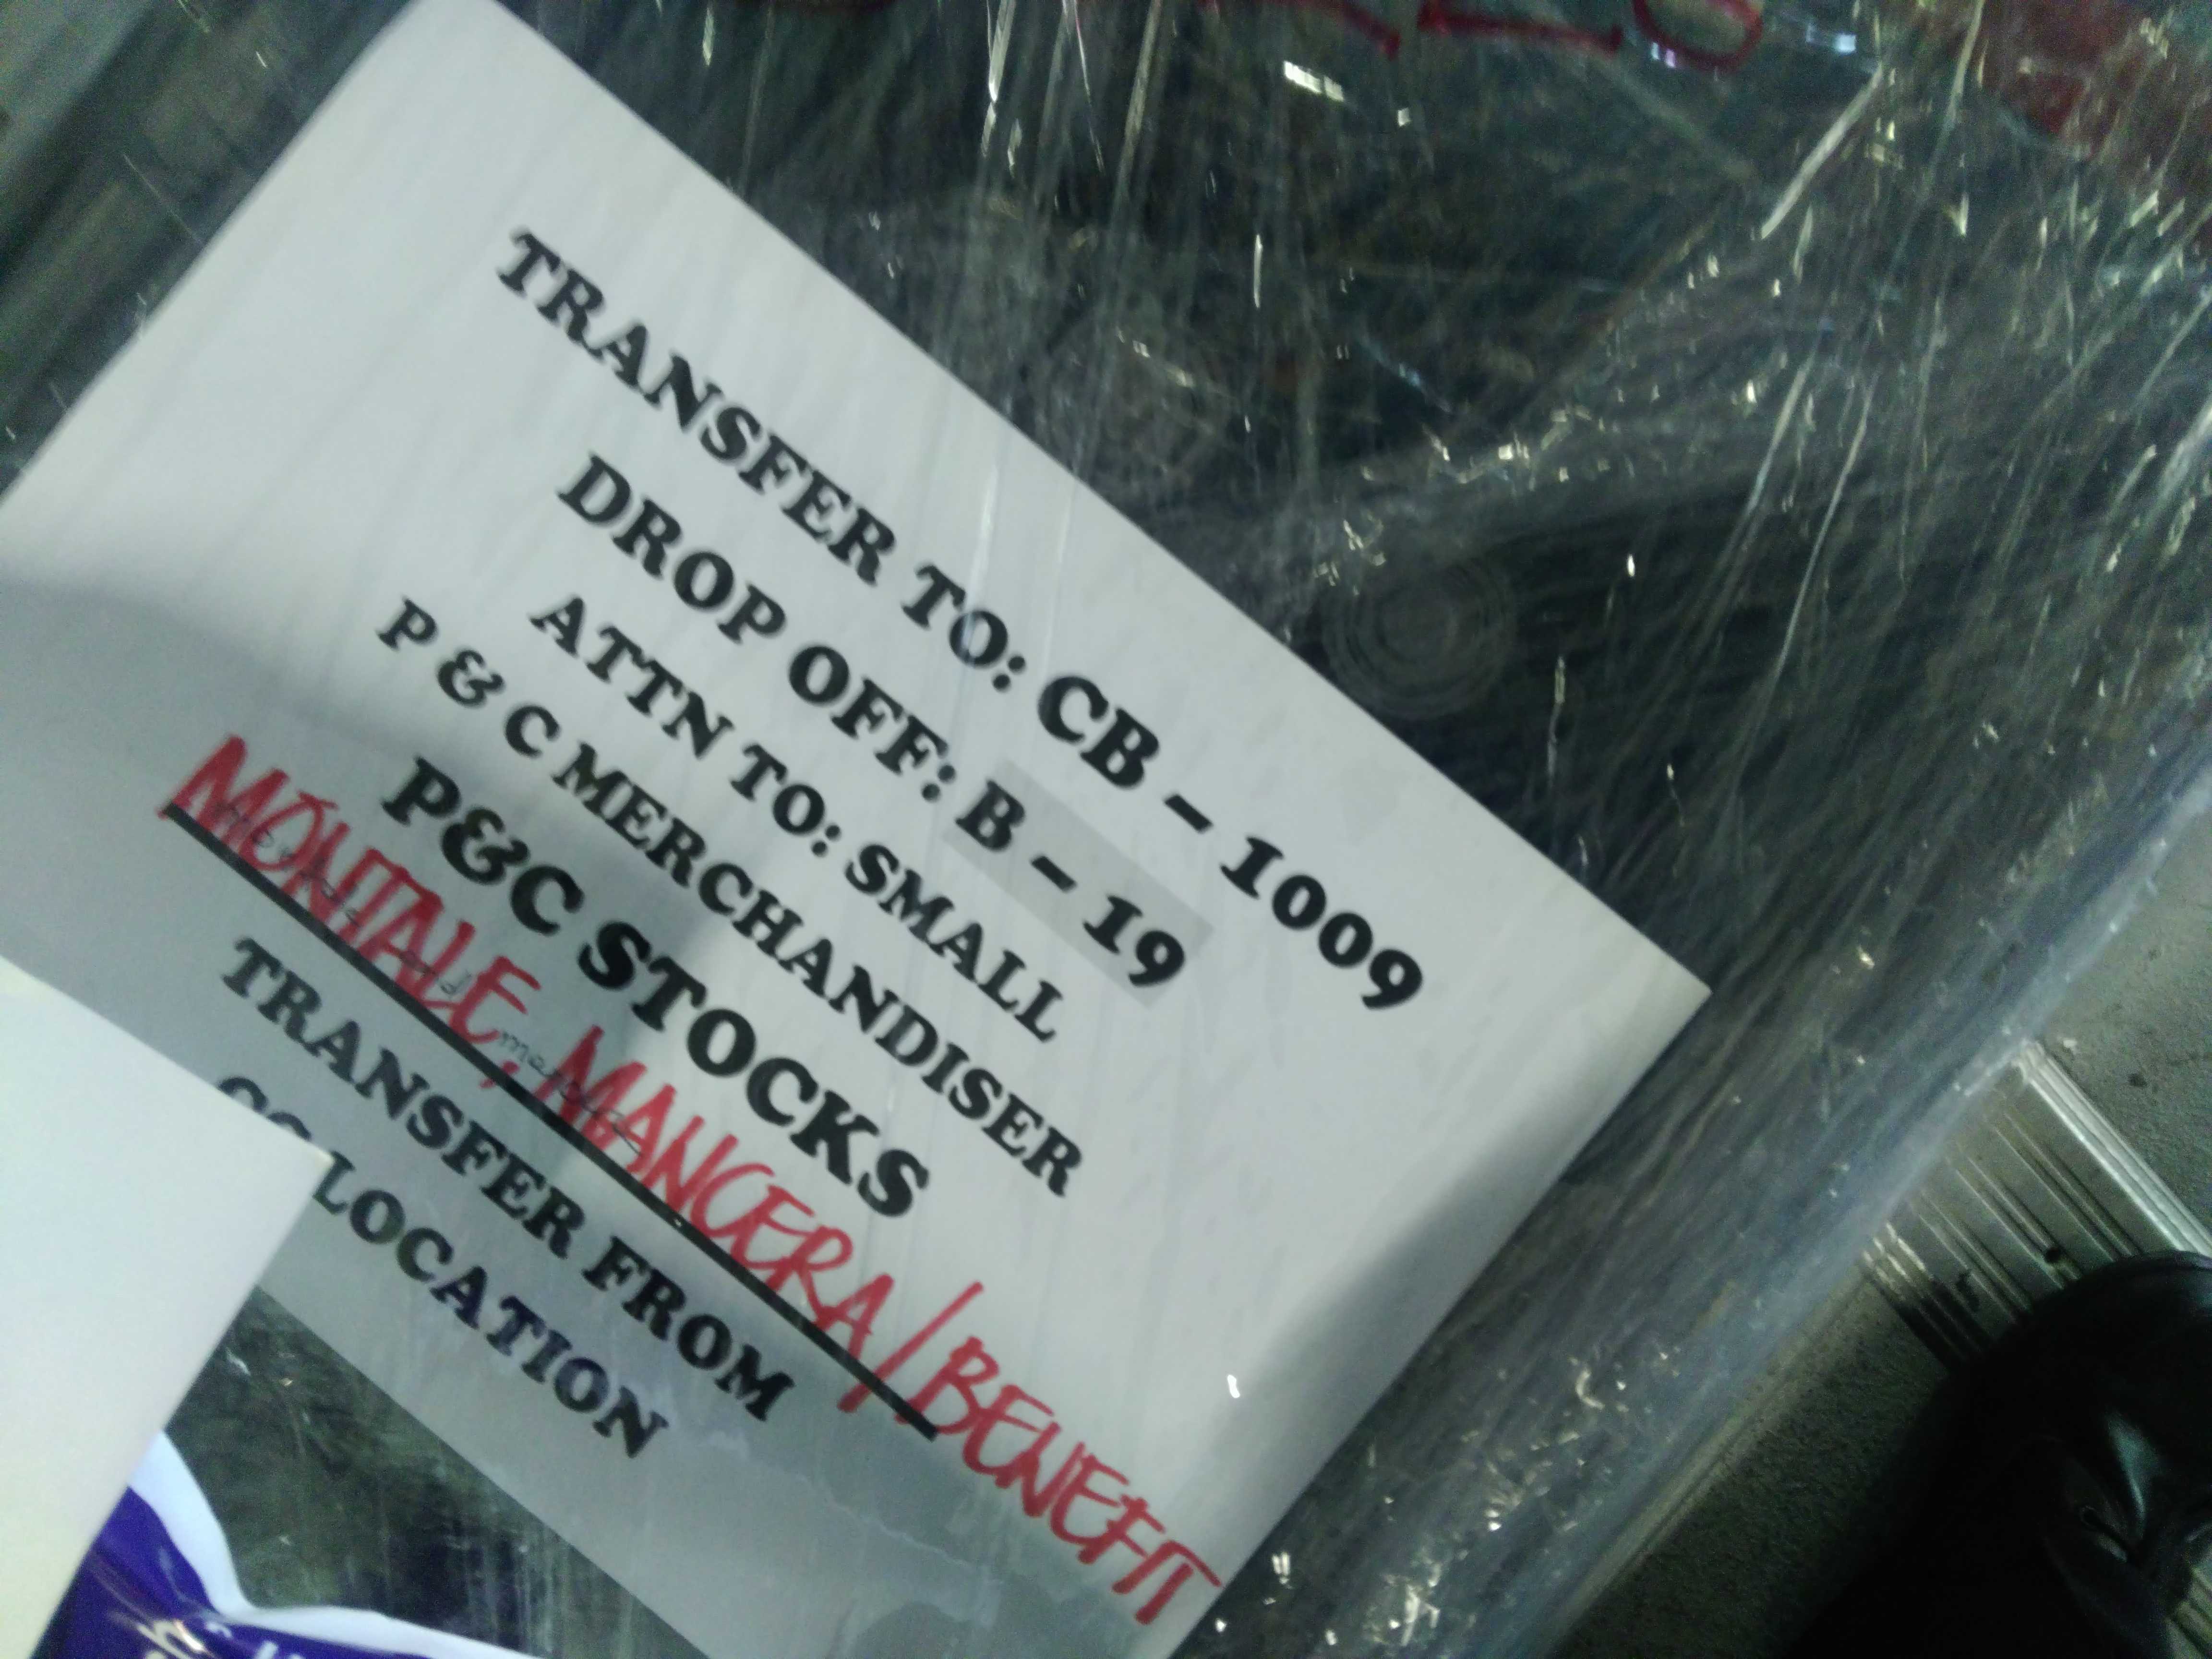 TRANSFER TO: CB - 1009
DROP OFF: B - 19
ATTN TO: SMALL
P & C MERCHANDISER
P&C STOCKS
MONTALE, MANCERA/BENEFIT
TRANSFER FROM
LOCATION